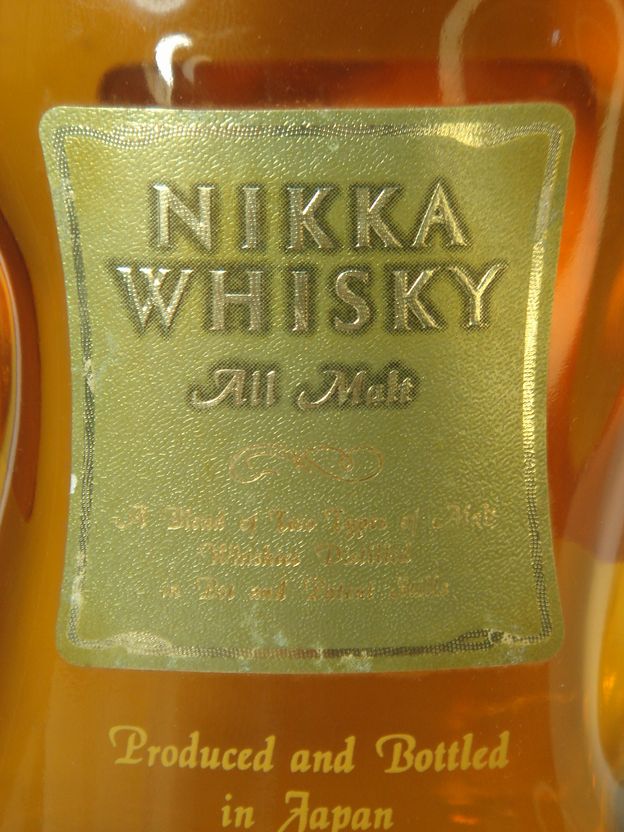 NIKKA
WHISKY
All Malt
A Blend of Two Types of Malt
Whiskies Distilled
in Pot and Patent Stills
Produced and Bottled
in Japan